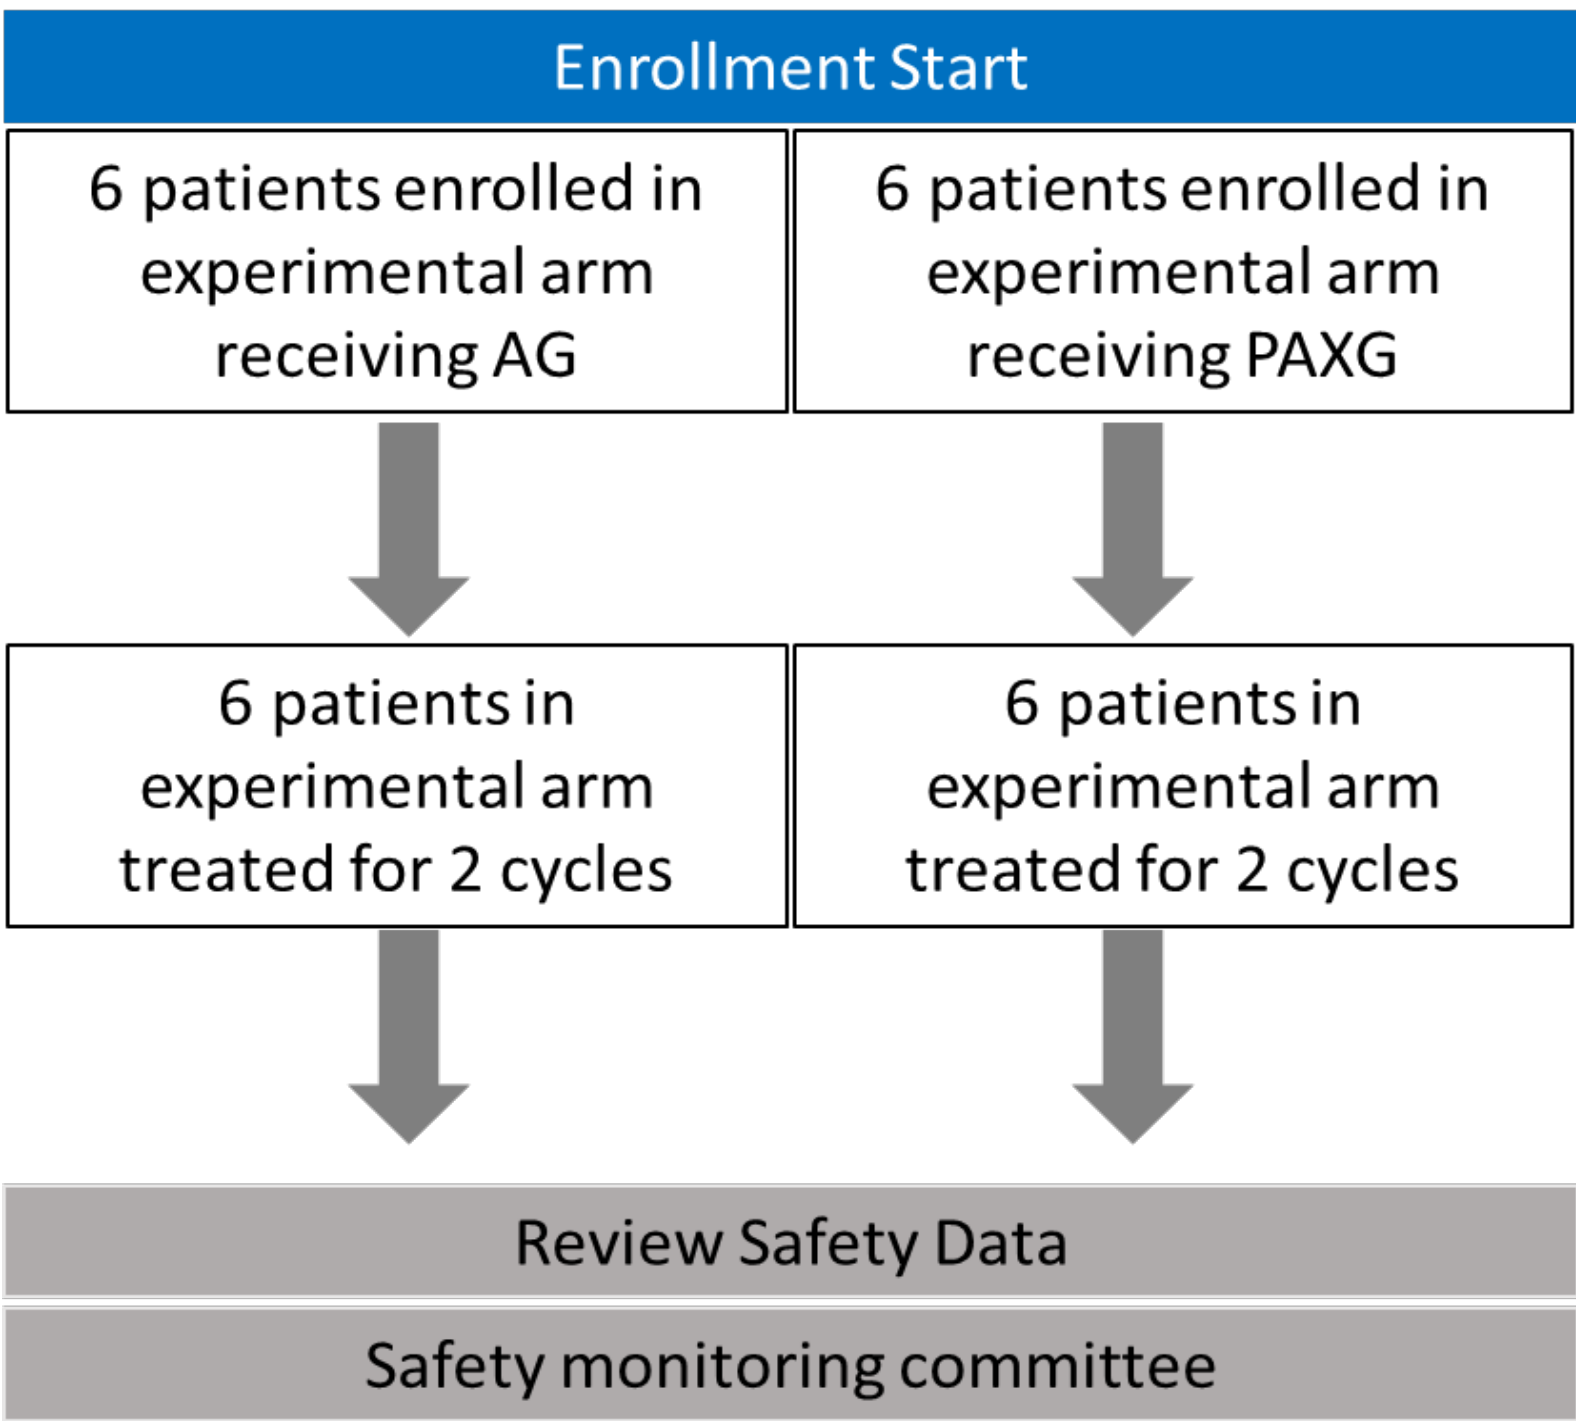 Enrollment Start
6 patients enrolled in
experimental arm
receiving AG
6 patients enrolled in
experimental arm
receiving PAXG
6 patients in
experimental arm
treated for 2 cycles
6 patients in
experimental arm
treated for 2 cycles
Review Safety Data
Safety monitoring committee